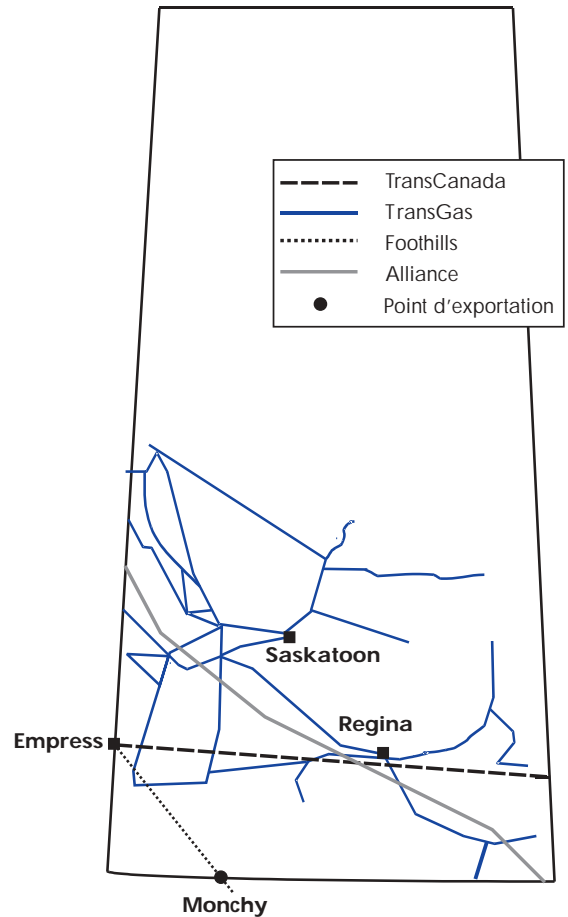 TransCanada
TransGas
Foothills
Alliance
Point d'exportation
Saskatoon
Regina
Empress
Monchy